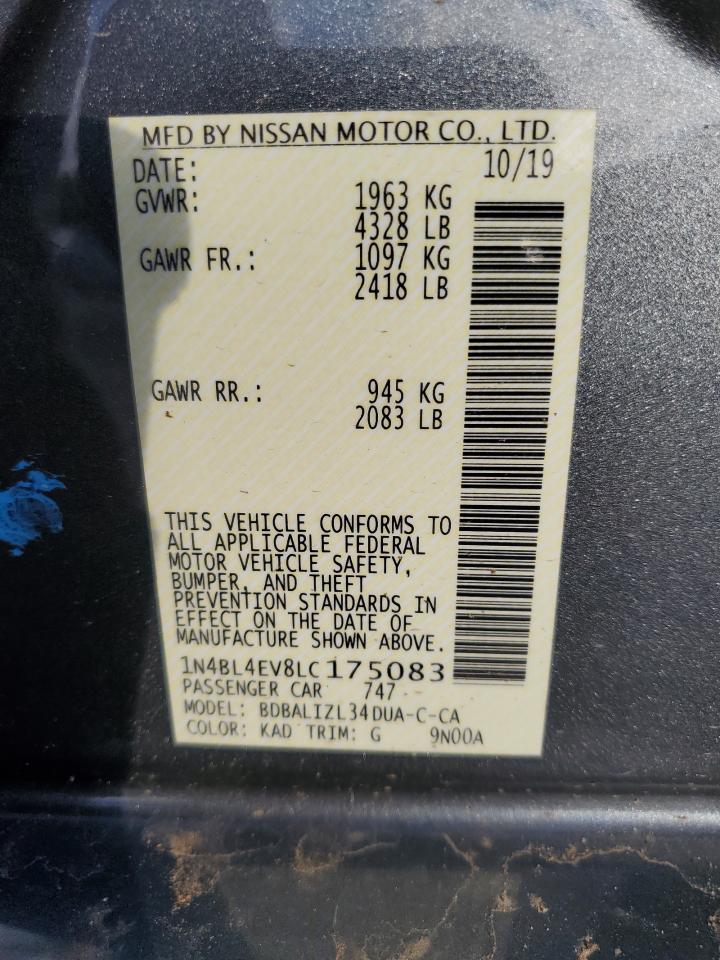 MFD BY NISSAN MOTOR CO., LTD.
DATE: 10/19
GVWR: 1963 KG
4328 LB
GAWR FR.: 1097 KG
2418 LB
GAWR RR.: 945 KG
2083 LB
THIS VEHICLE CONFORMS TO
ALL APPLICABLE FEDERAL
MOTOR VEHICLE SAFETY,
BUMPER, AND THEFT
PREVENTION STANDARDS IN
EFFECT ON THE DATE OF
MANUFACTURE SHOWN ABOVE.
1N4BL4EV8LC175083
PASSENGER CAR 747
MODEL: BDBALIZL34DUA-C-CA
COLOR: KAD TRIM: G 9N00A